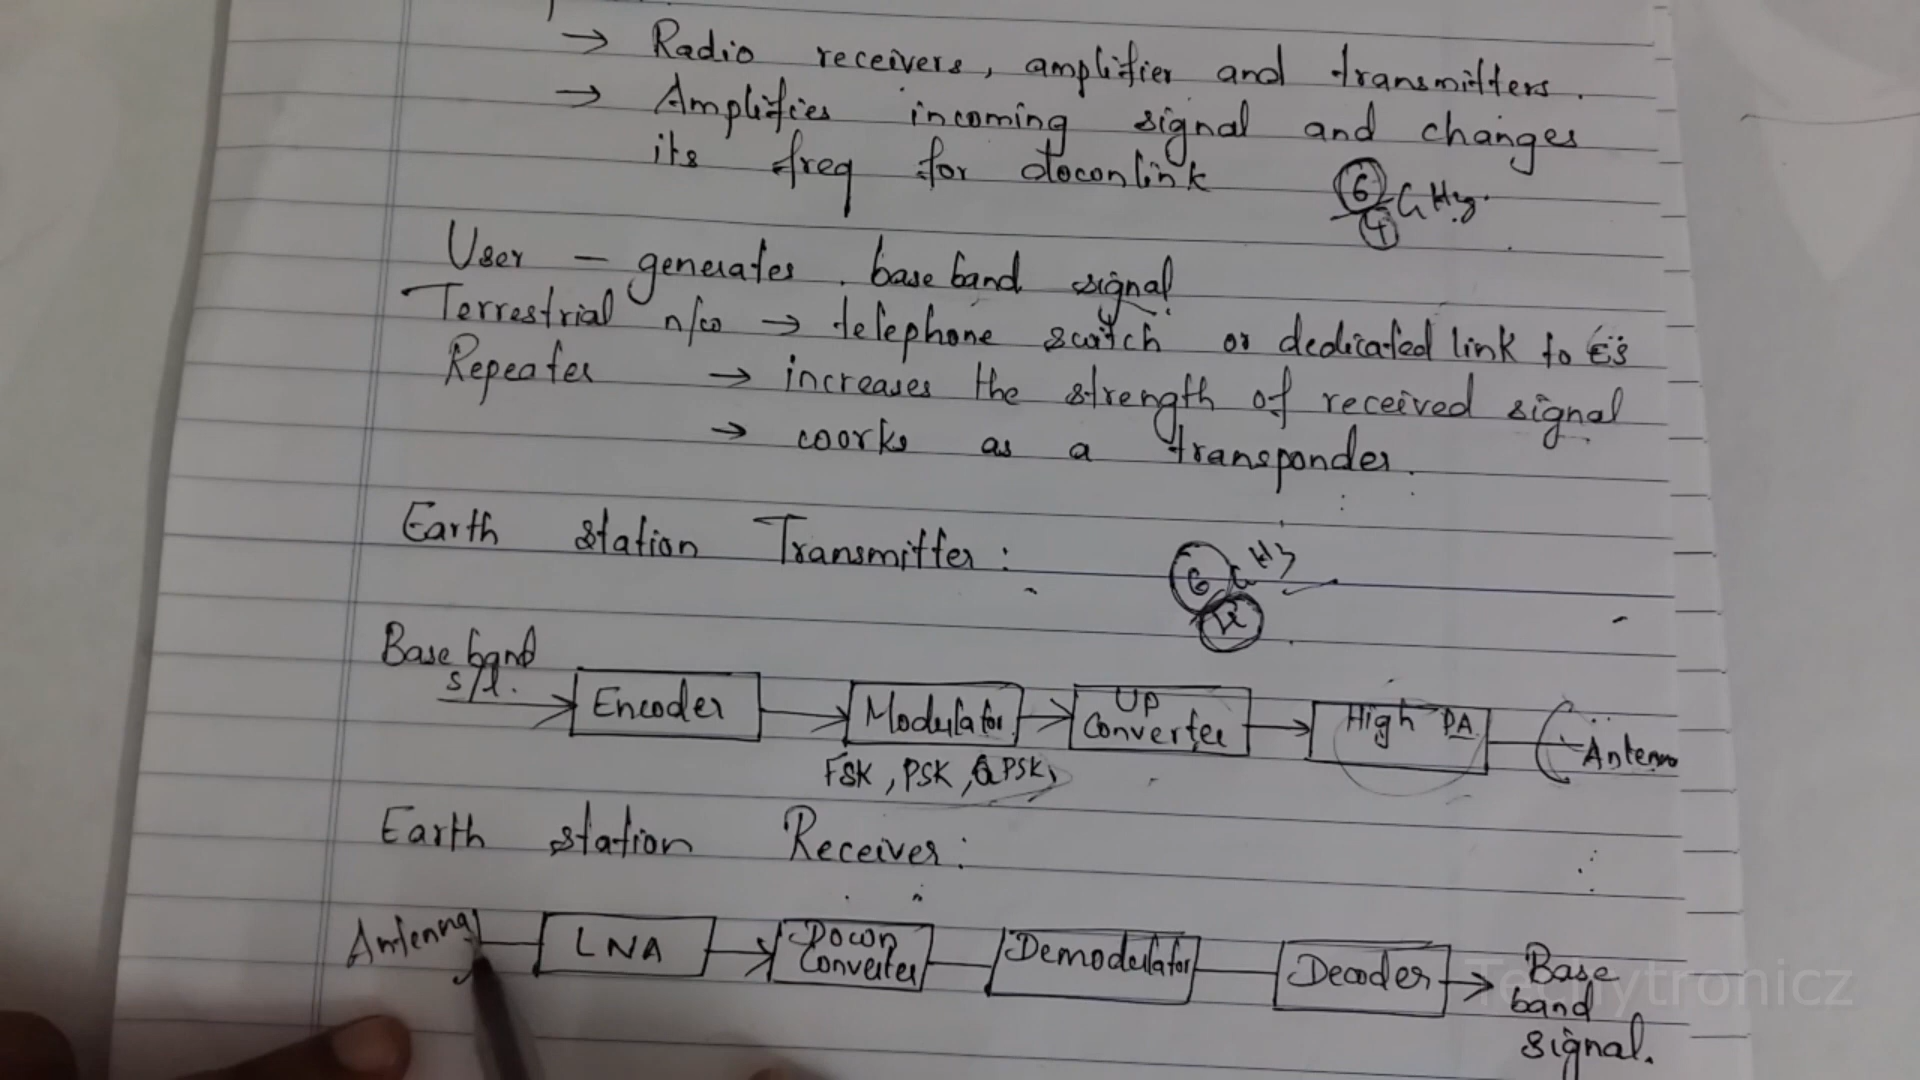 → Radio receivers, amplifier and transmitters.
→ Amplifies incoming signal and changes
its freq for downlink 6/4 GHz.
User - generates base band signal
Terrestrial n/w → telephone switch or dedicated link to ES
Repeater → increases the strength of received signal
→ works as a transponder.
Earth station Transmitter:
6 GHz
Base band
s/l.
Encoder
Modulator
UP
Converter
High PA
Antenna
FSK, PSK, QPSK,
Earth station Receiver:
Antenna
LNA
Down
Converter
Demodulator
Decoder
Base
band
signal.
Techytronicz